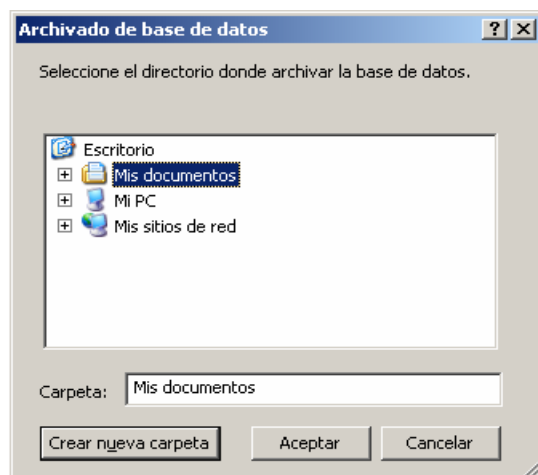 Archivado de base de datos
Seleccione el directorio donde archivar la base de datos.
Escritorio
Mis documentos
Mi PC
Mis sitios de red
Carpeta: Mis documentos
Crear nueva carpeta Aceptar Cancelar